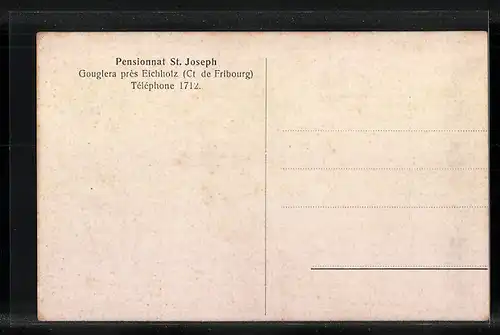 Pensionnat St. Joseph
Gouglera près Eichholz (Ct de Fribourg)
Téléphone 1712.